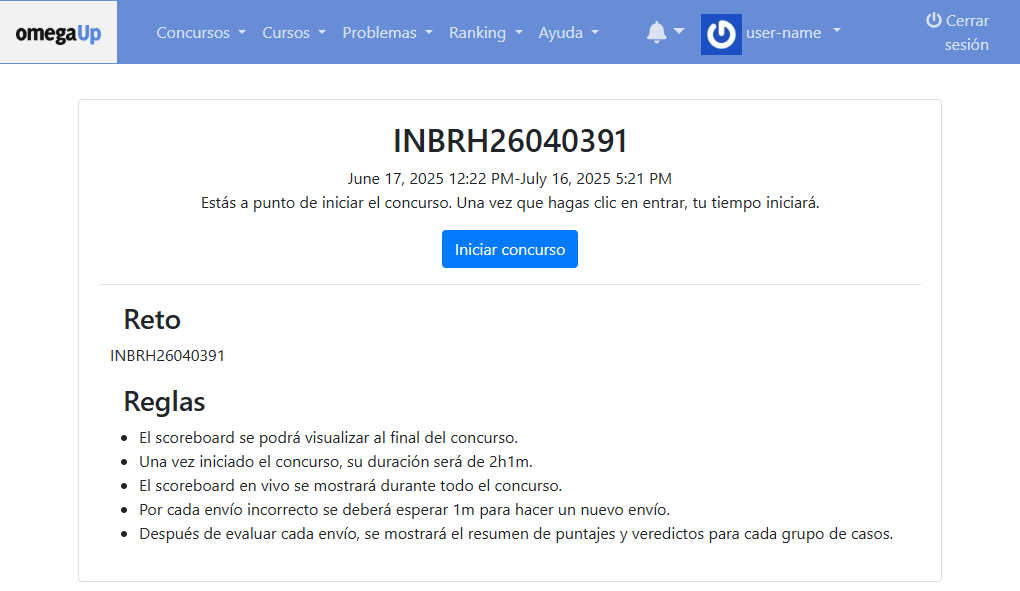 omegaUp
Concursos Cursos Problemas Ranking Ayuda user-name Cerrar
sesión
INBRH26040391
June 17, 2025 12:22 PM-July 16, 2025 5:21 PM
Estás a punto de iniciar el concurso. Una vez que hagas clic en entrar, tu tiempo iniciará.
Iniciar concurso
Reto
INBRH26040391
Reglas
El scoreboard se podrá visualizar al final del concurso.
Una vez iniciado el concurso, su duración será de 2h1m.
El scoreboard en vivo se mostrará durante todo el concurso.
Por cada envío incorrecto se deberá esperar 1m para hacer un nuevo envío.
Después de evaluar cada envío, se mostrará el resumen de puntajes y veredictos para cada grupo de casos.